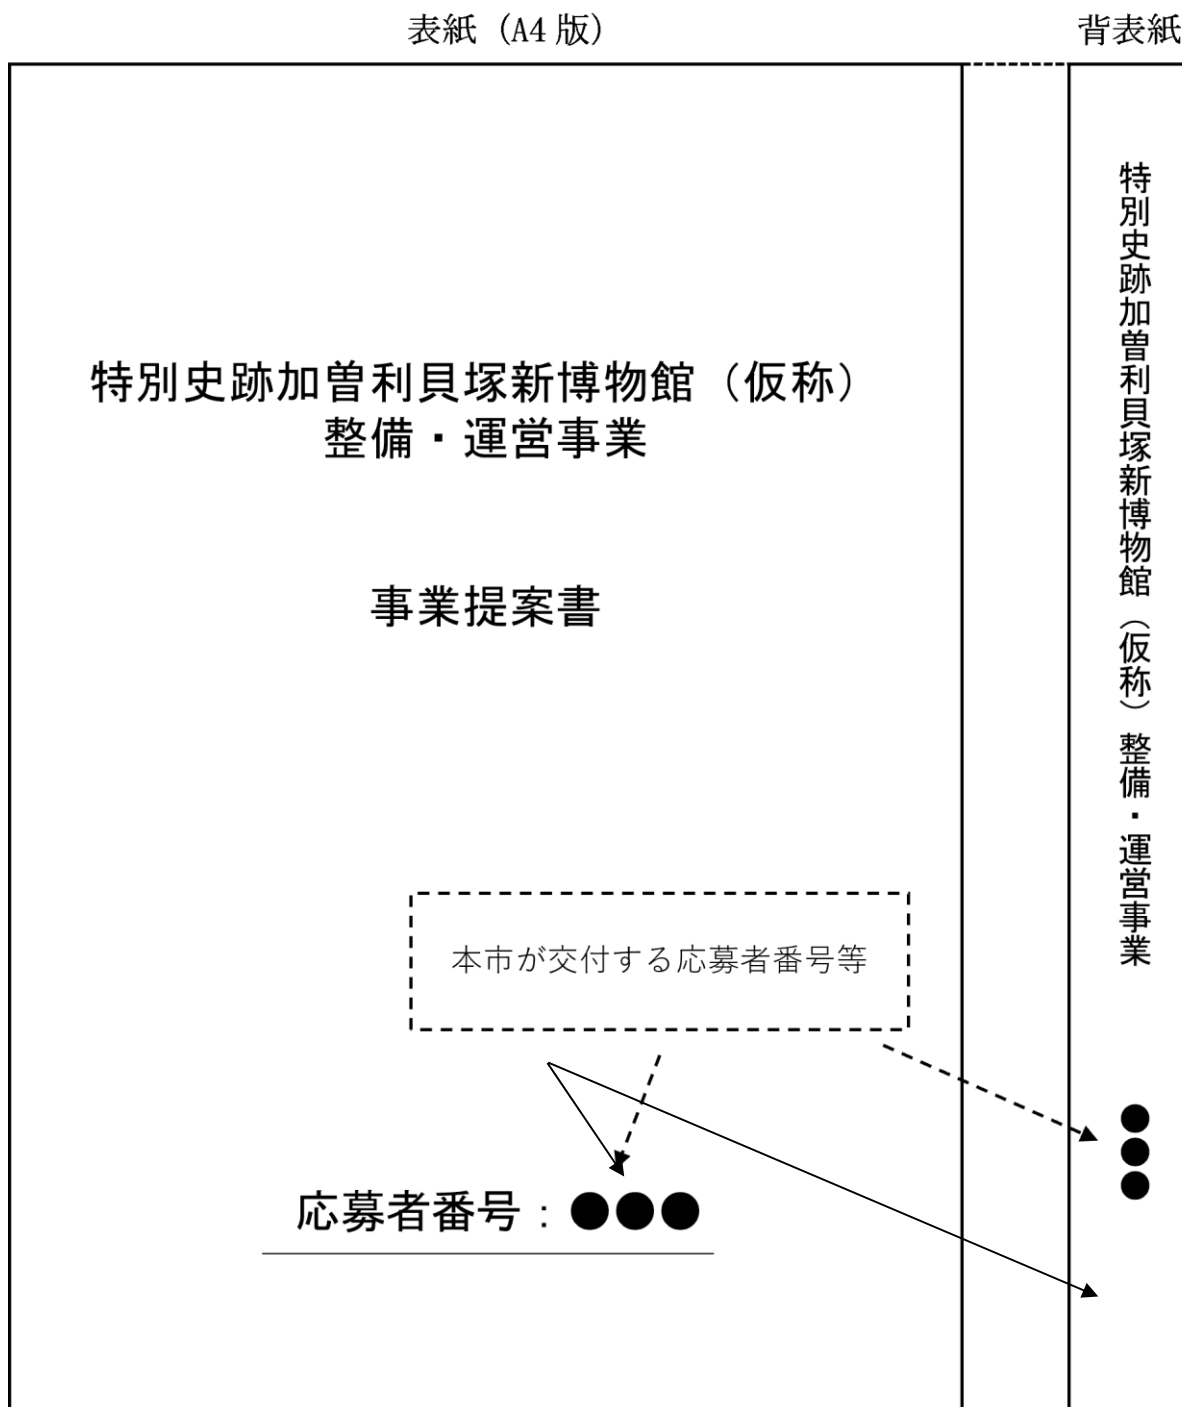 表紙（A4 版）
背表紙
特別史跡加曽利貝塚新博物館（仮称）
整備・運営事業
事業提案書
本市が交付する応募者番号等
応募者番号：●●●
特別史跡加曽利貝塚新博物館（仮称）整備・運営事業 ●●●